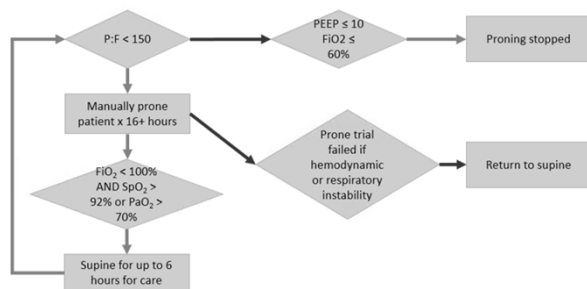 P:F < 150
PEEP ≤ 10
FiO2 ≤
60%
Proning stopped
Manually prone
patient x 16+ hours
Prone trial
failed if
hemodynamic
or respiratory
instability
Return to supine
FiO₂ < 100%
AND SpO₂ >
92% or PaO₂ >
70%
Supine for up to 6
hours for care